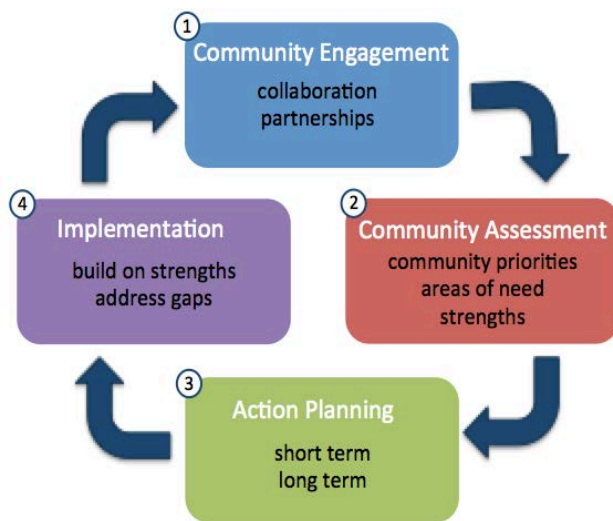 1
Community Engagement
collaboration
partnerships
2
Community Assessment
community priorities
areas of need
strengths
3
Action Planning
short term
long term
4
Implementation
build on strengths
address gaps